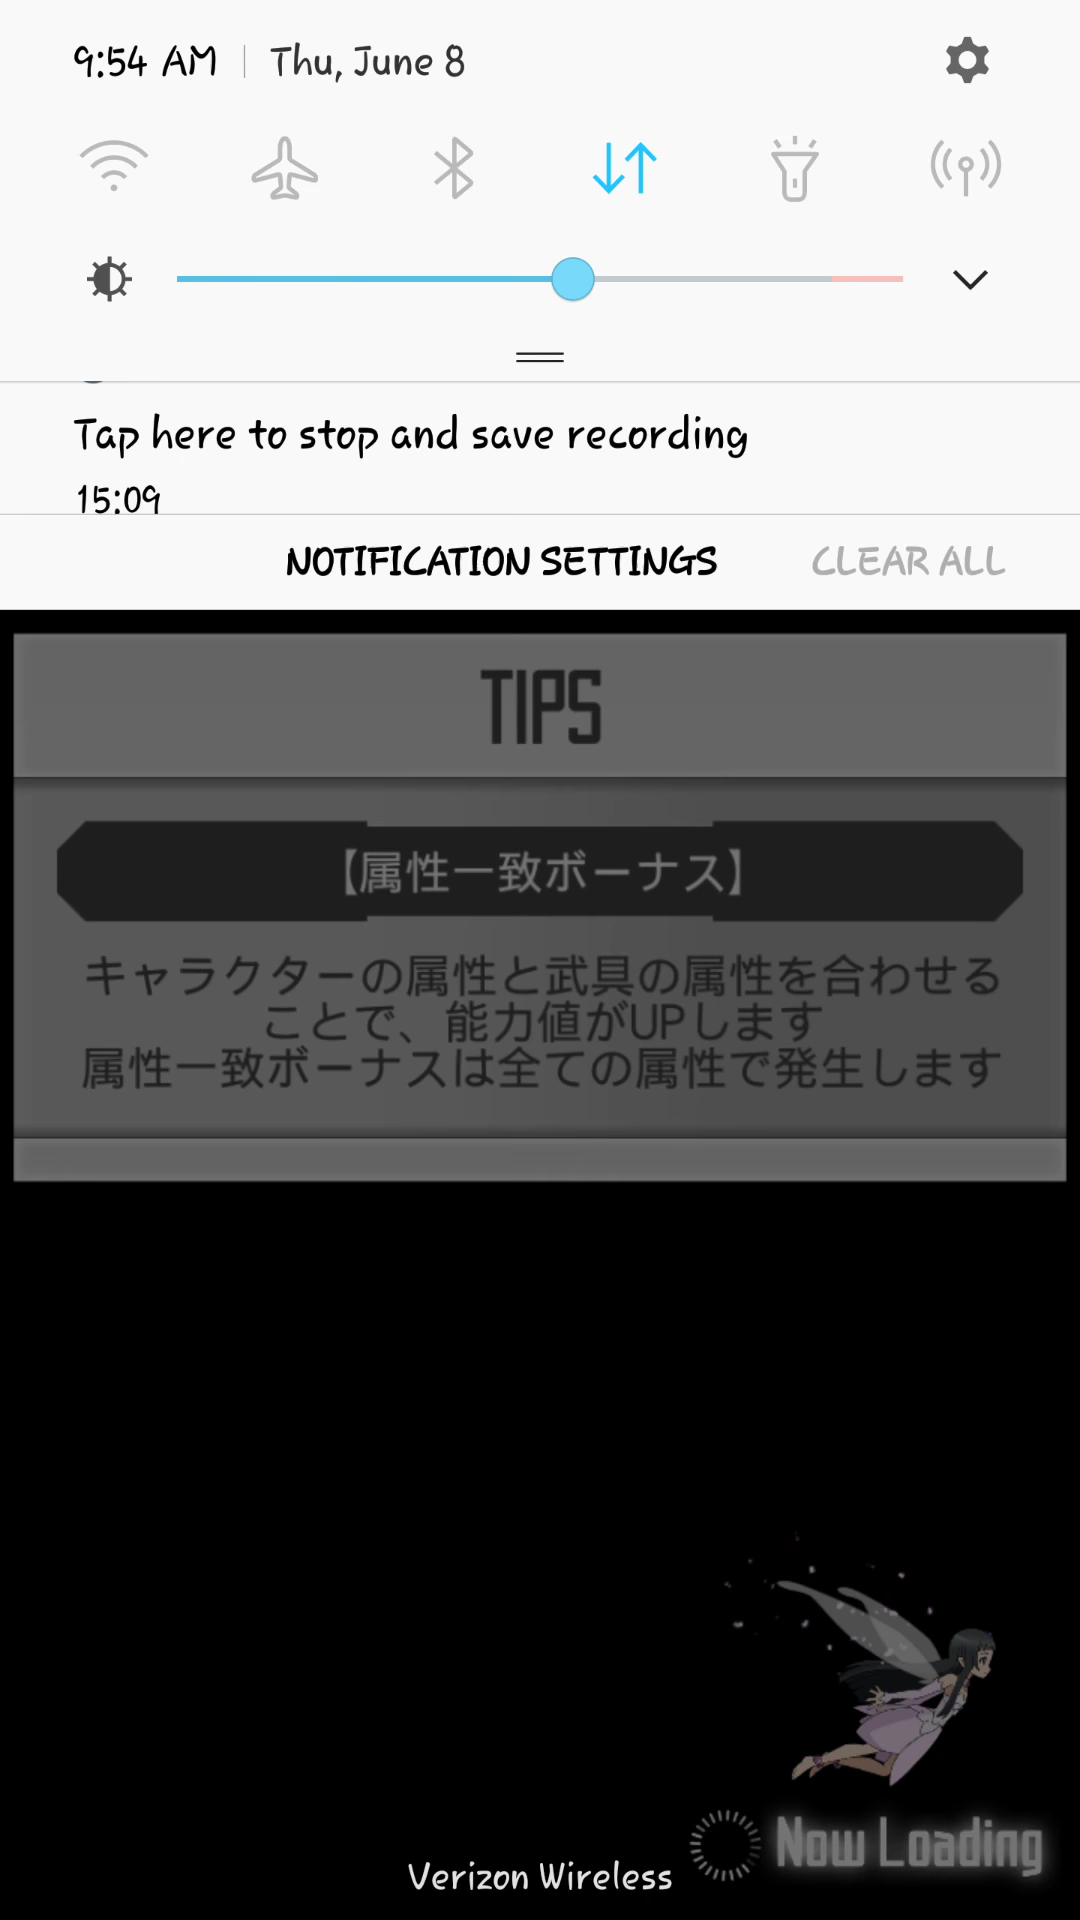 9:54 AM | Thu, June 8
Tap here to stop and save recording
15:09
NOTIFICATION SETTINGS CLEAR ALL
TIPS
【属性一致ボーナス】
キャラクターの属性と武具の属性を合わせる
ことで、能力値がUPします
属性一致ボーナスは全ての属性で発生します
Now Loading
Verizon Wireless